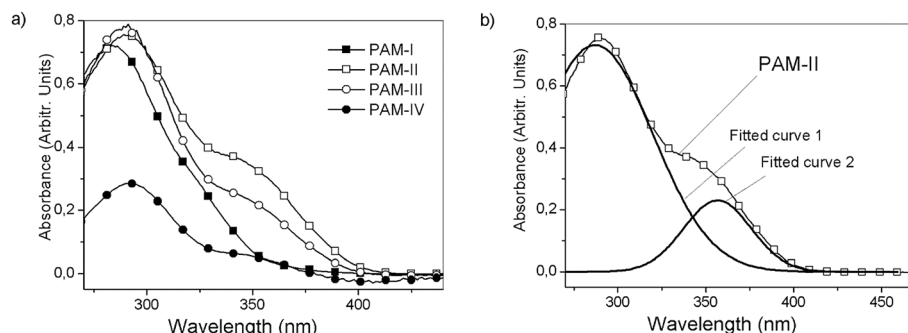 a)
0,8
0,6
0,4
0,2
0,0
Absorbance (Arbitr. Units)
PAM-I
PAM-II
PAM-III
PAM-IV
300
350
400
Wavelength (nm)
b)
0,8
0,6
0,4
0,2
0,0
Absorbance (Arbitr. Units)
PAM-II
Fitted curve 1
Fitted curve 2
300
350
400
450
Wavelength (nm)